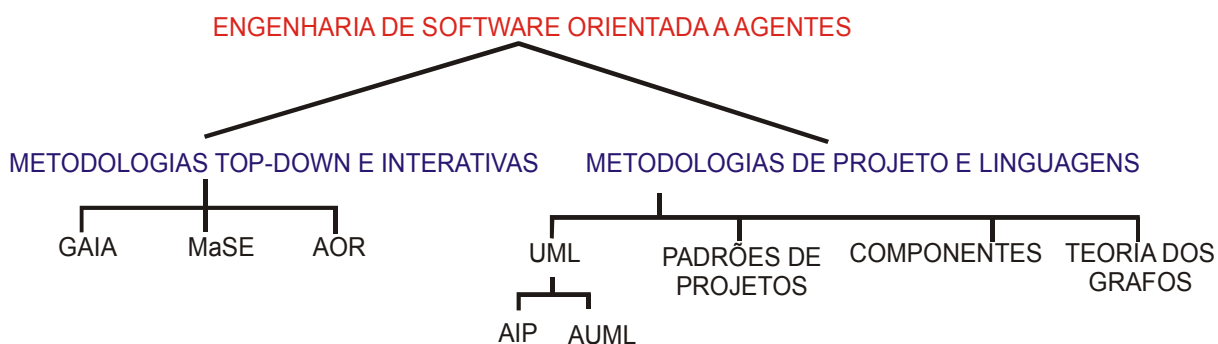 ENGENHARIA DE SOFTWARE ORIENTADA A AGENTES
METODOLOGIAS TOP-DOWN E INTERATIVAS
METODOLOGIAS DE PROJETO E LINGUAGENS
GAIA
MaSE
AOR
UML
PADRÕES DE
PROJETOS
COMPONENTES
TEORIA DOS
GRAFOS
AIP
AUML